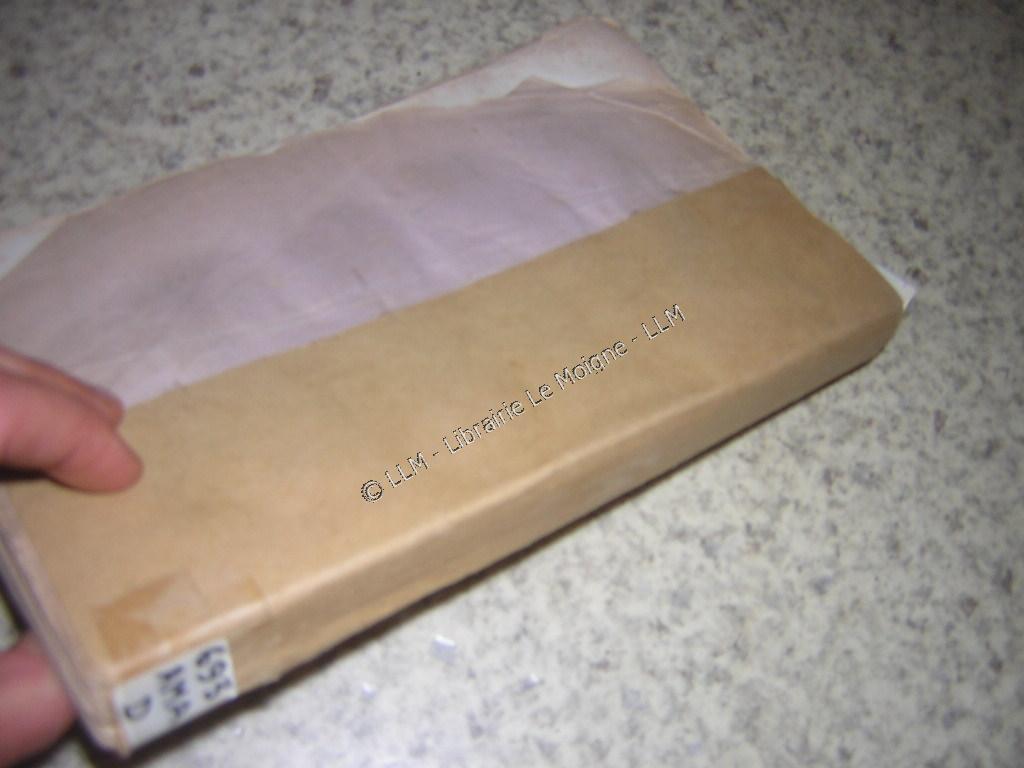 © LLM - Librairie Le Moigne - LLM
693
AMA
D